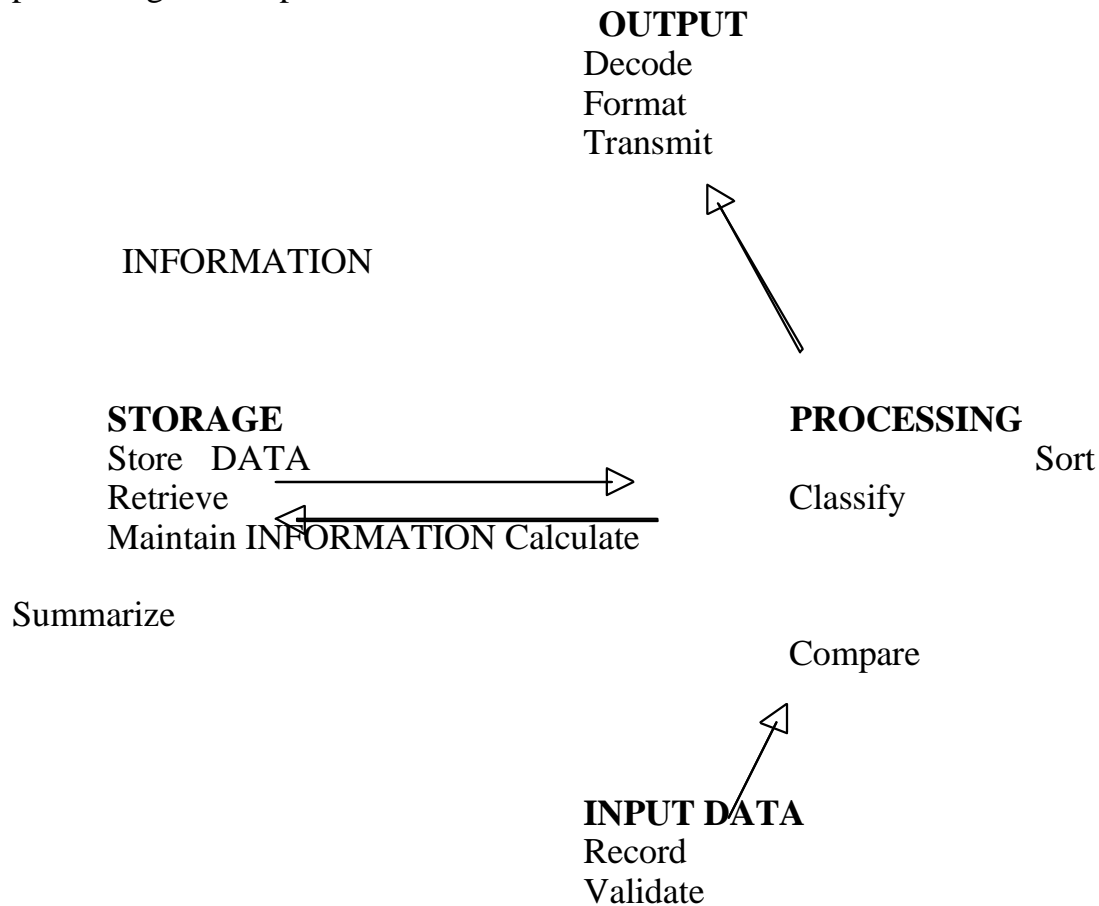 OUTPUT
Decode
Format
Transmit
INFORMATION
STORAGE PROCESSING
Store DATA Sort
Retrieve Classify
Maintain INFORMATION Calculate
Summarize
Compare
INPUT DATA
Record
Validate